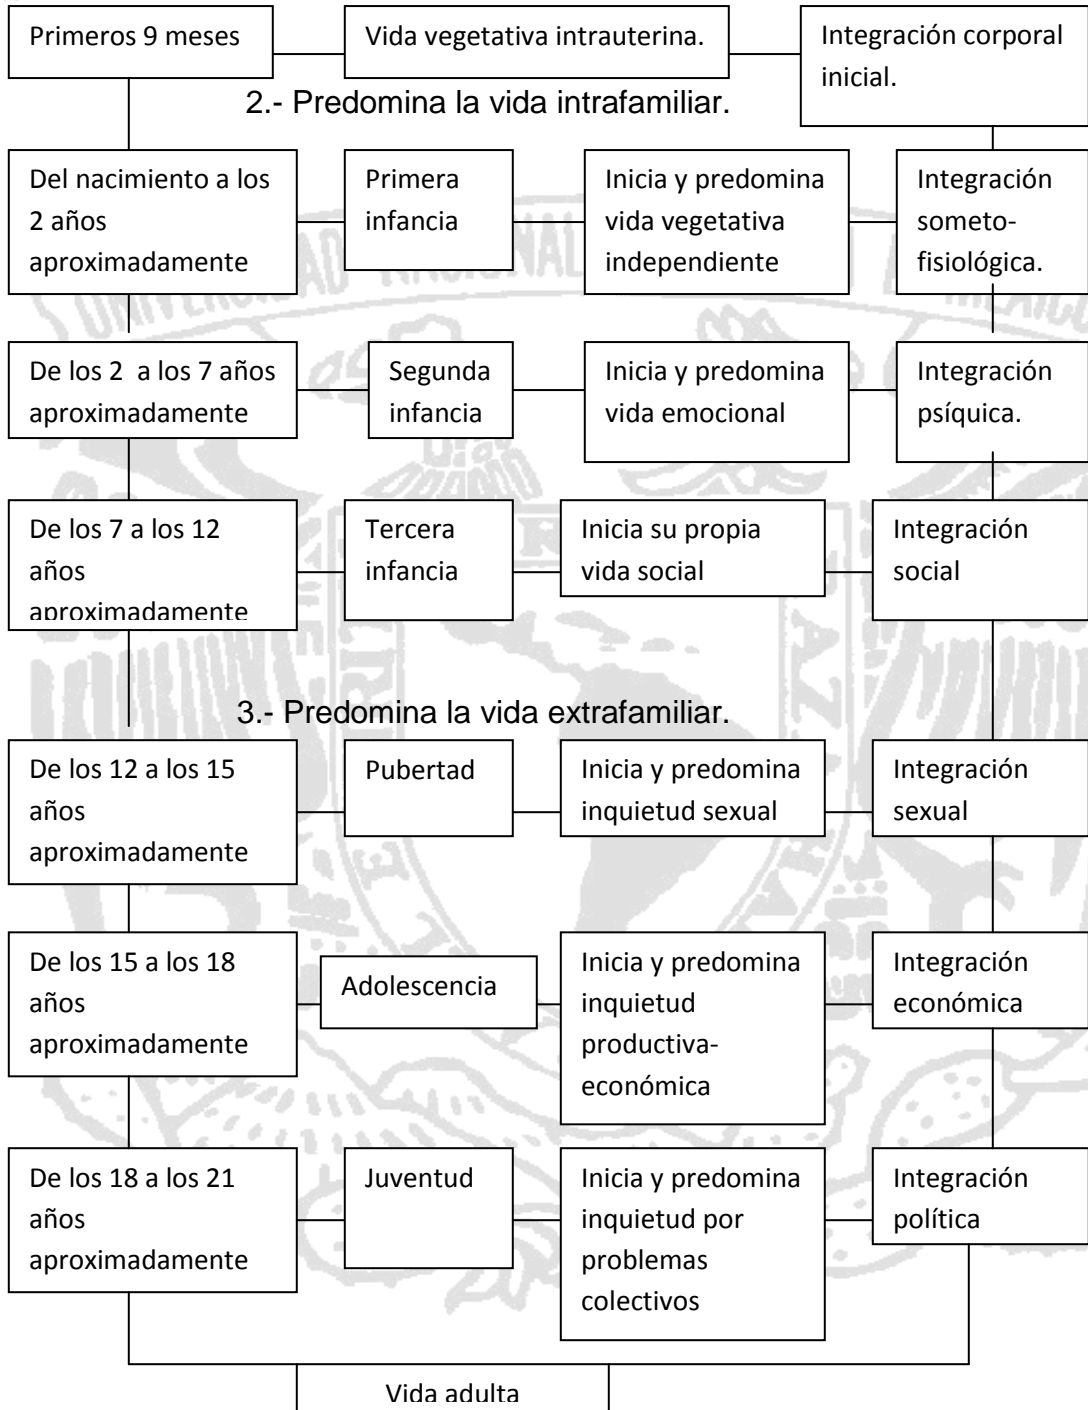 Primeros 9 meses
Vida vegetativa intrauterina.
Integración corporal
inicial.
2.- Predomina la vida intrafamiliar.
Del nacimiento a los
2 años
aproximadamente
Primera
infancia
Inicia y predomina
vida vegetativa
independiente
Integración
someto-
fisiológica.
De los 2 a los 7 años
aproximadamente
Segunda
infancia
Inicia y predomina
vida emocional
Integración
psíquica.
De los 7 a los 12
años
aproximadamente
Tercera
infancia
Inicia su propia
vida social
Integración
social
3.- Predomina la vida extrafamiliar.
De los 12 a los 15
años
aproximadamente
Pubertad
Inicia y predomina
inquietud sexual
Integración
sexual
De los 15 a los 18
años
aproximadamente
Adolescencia
Inicia y predomina
inquietud
productiva-
económica
Integración
económica
De los 18 a los 21
años
aproximadamente
Juventud
Inicia y predomina
inquietud por
problemas
colectivos
Integración
política
Vida adulta